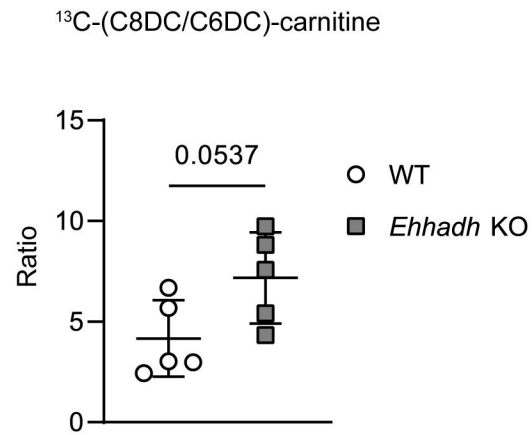 ¹³C-(C8DC/C6DC)-carnitine
15
0.0537
WT
10
Ehhadh KO
Ratio
5
0